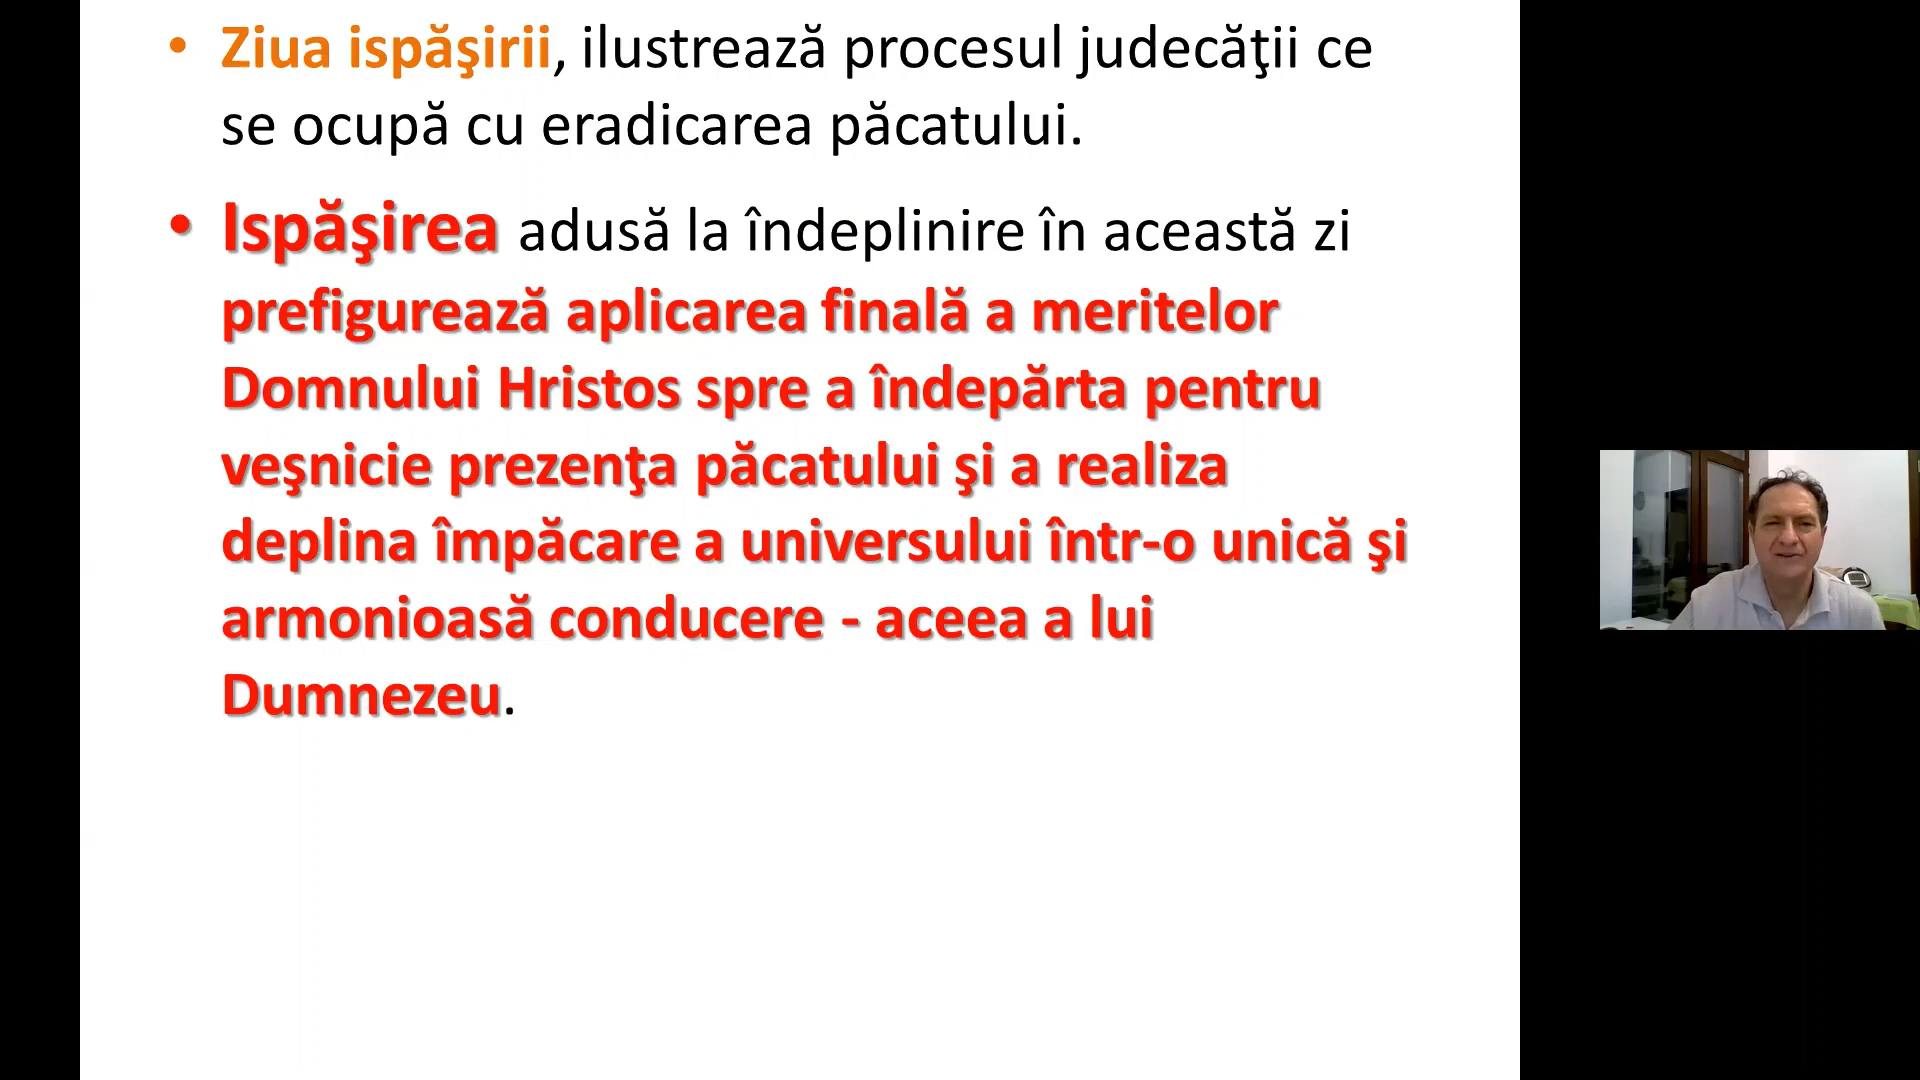 • Ziua ispăşirii, ilustrează procesul judecăţii ce
se ocupă cu eradicarea păcatului.
• Ispăşirea adusă la îndeplinire în această zi
prefigurează aplicarea finală a meritelor
Domnului Hristos spre a îndepărta pentru
veşnicie prezenţa păcatului şi a realiza
deplina împăcare a universului într-o unică şi
armonioasă conducere - aceea a lui
Dumnezeu.